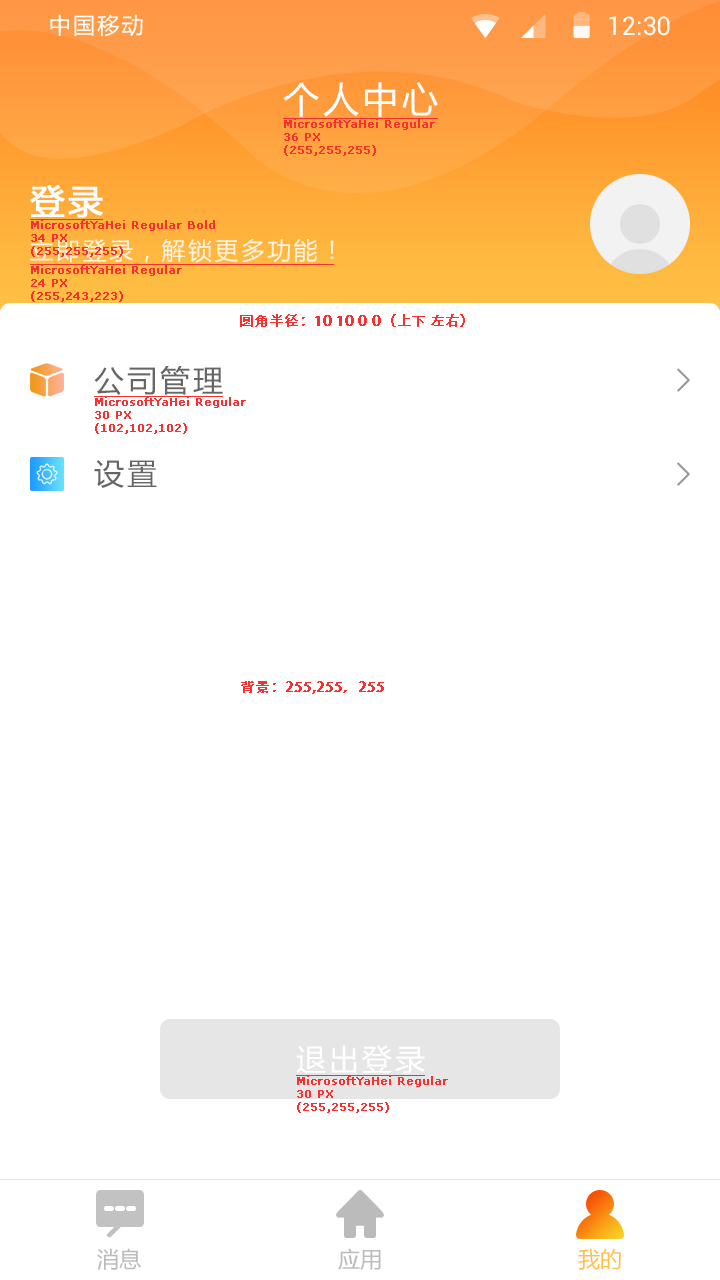 中国移动
12:30
个人中心
MicrosoftYaHei Regular
36 PX
(255,255,255)
登录
MicrosoftYaHei Regular Bold
34 PX
(255,255,255)
立即登录，解锁更多功能！
MicrosoftYaHei Regular
24 PX
(255,243,223)
圆角半径：10 10 0 0（上下 左右）
公司管理
MicrosoftYaHei Regular
30 PX
(102,102,102)
设置
背景：255,255，255
退出登录
MicrosoftYaHei Regular
30 PX
(255,255,255)
消息
应用
我的